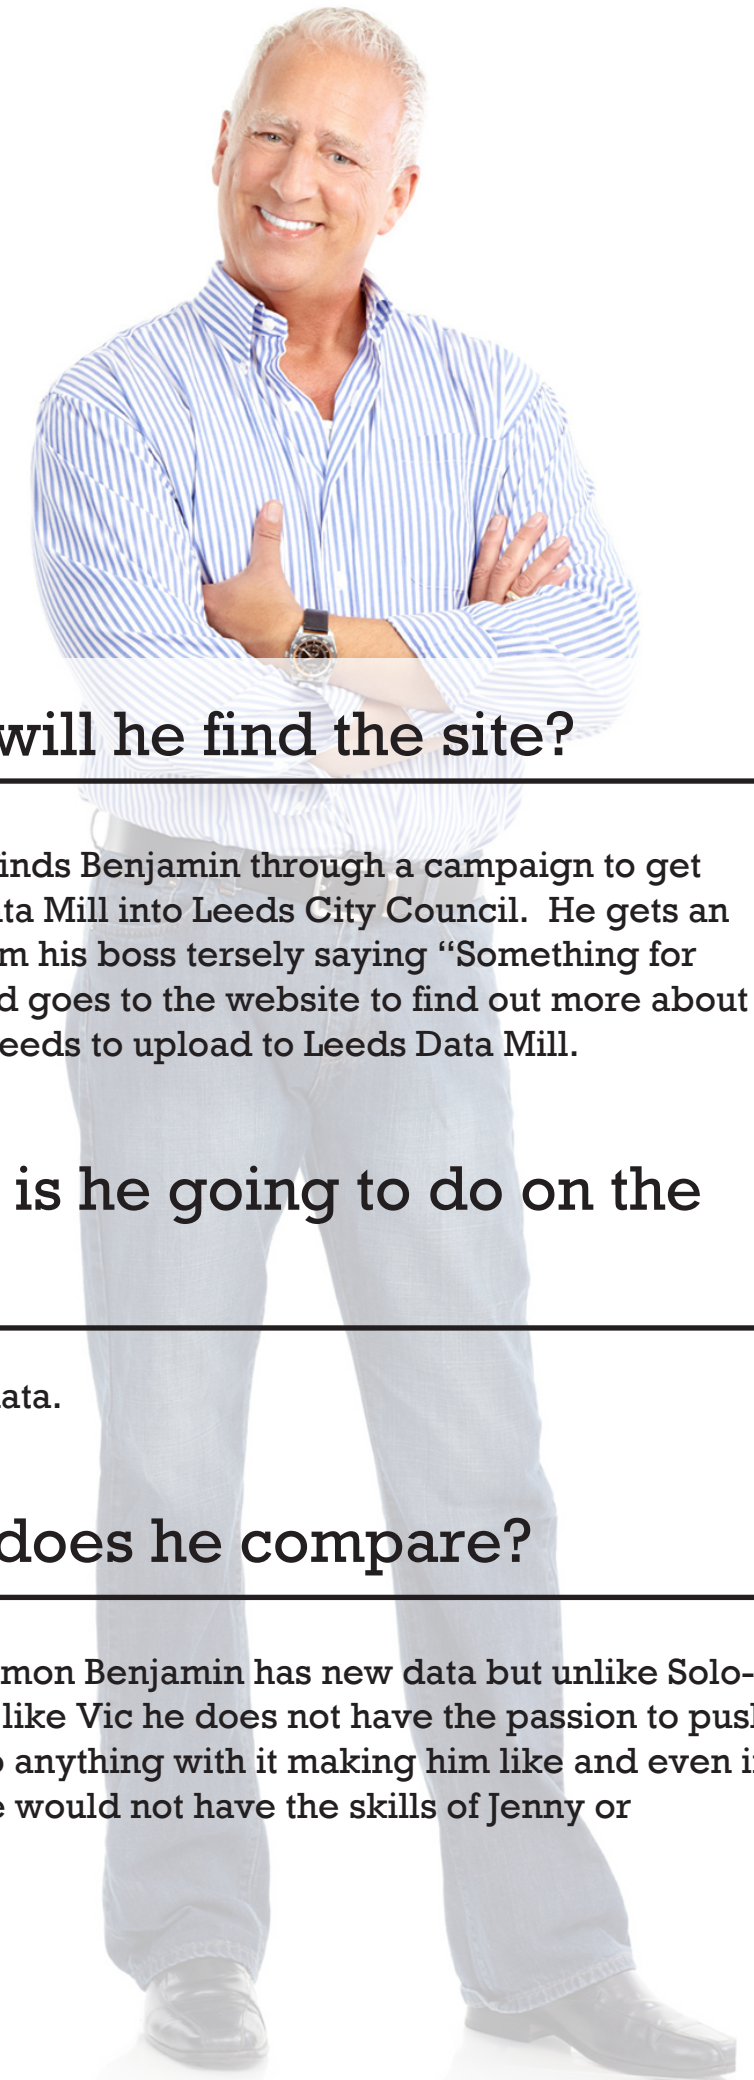 will he find the site?
inds Benjamin through a campaign to get
ta Mill into Leeds City Council. He gets an
m his boss tersely saying “Something for
d goes to the website to find out more about
eeds to upload to Leeds Data Mill.
is he going to do on the
ata.
does he compare?
mon Benjamin has new data but unlike Solo-
like Vic he does not have the passion to pus
o anything with it making him like and even i
e would not have the skills of Jenny or